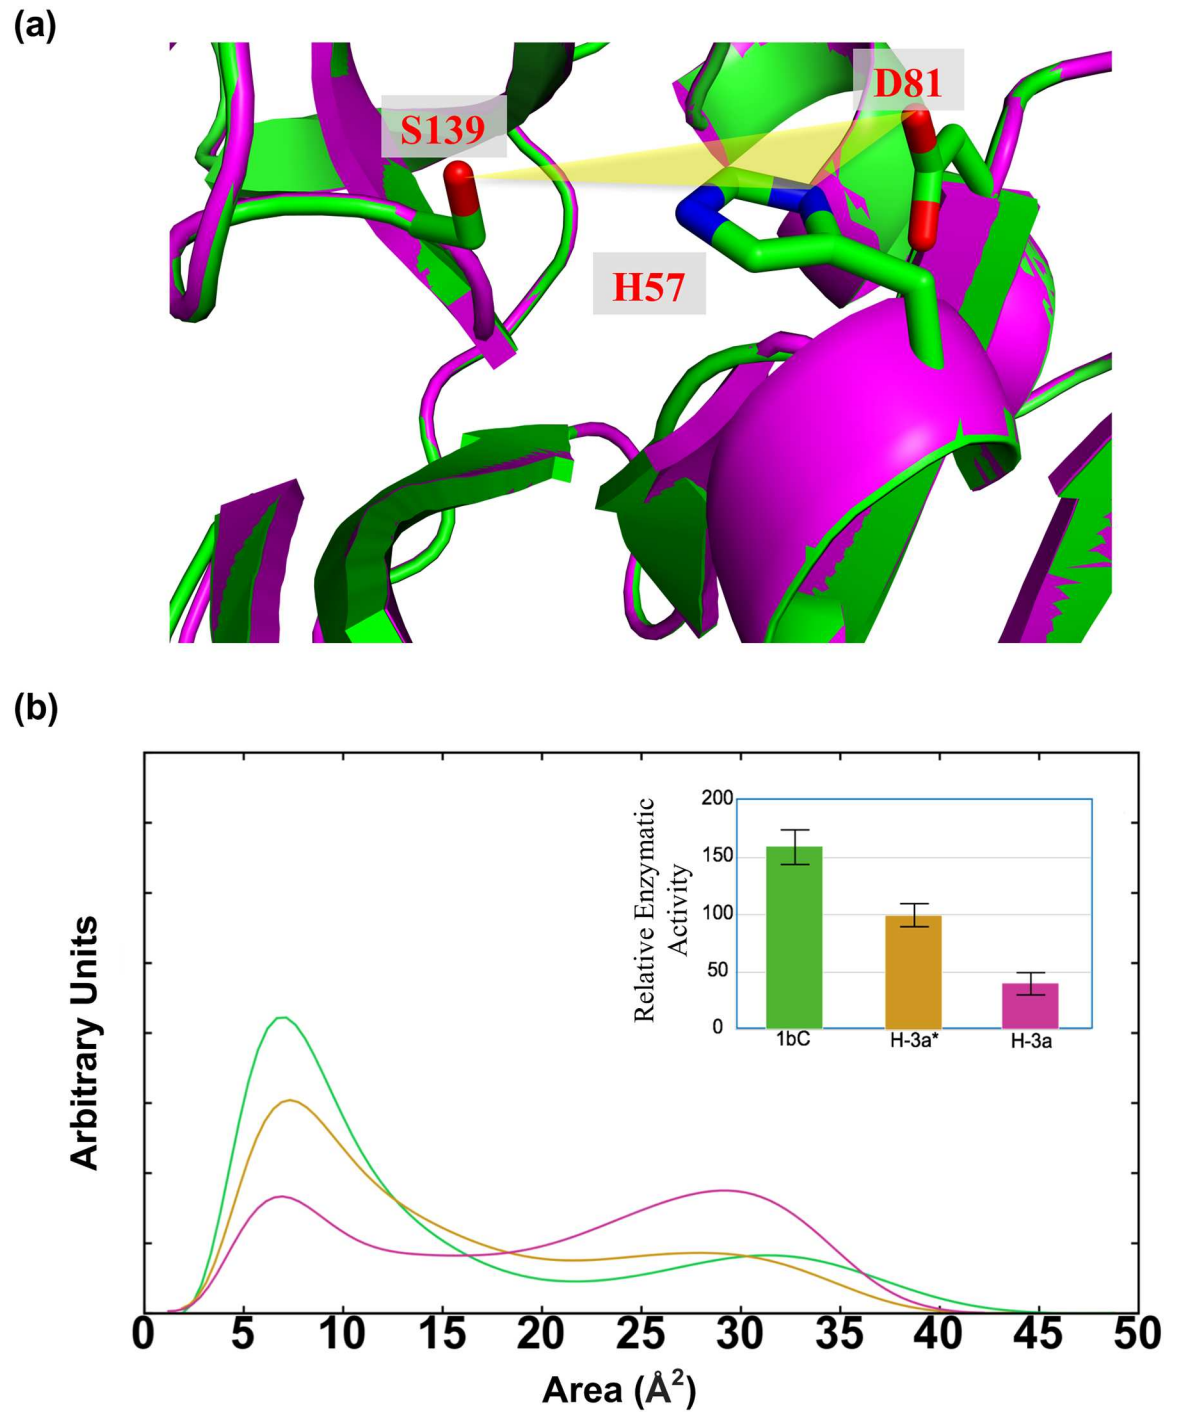 (a)
D81
S139
H57
(b)
Arbitrary Units
Relative Enzymatic
Activity
200
150
100
50
0
1bC H-3a* H-3a
0 5 10 15 20 25 30 35 40 45 50
Area (Å²)